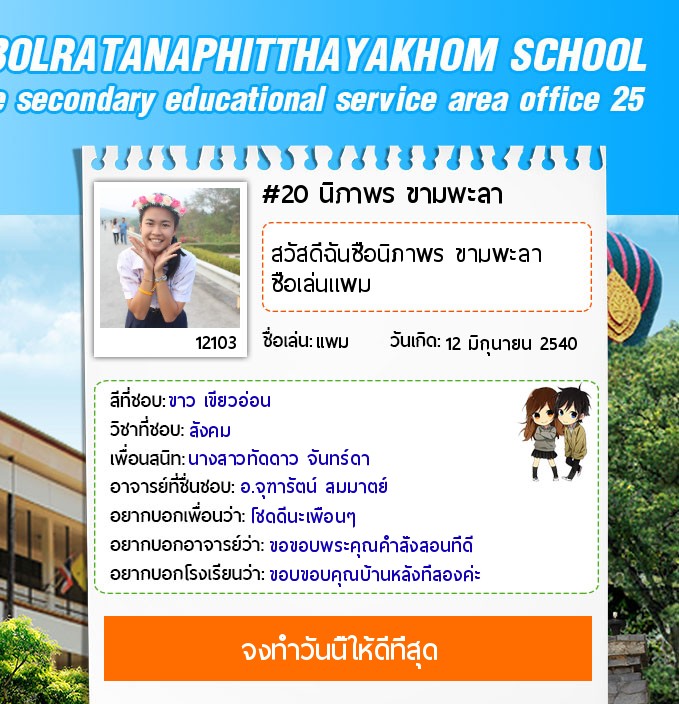 BOLRATANAPHITTHAYAKHOM SCHOOL
e secondary educational service area office 25
#20 นิภาพร ขามพะลา
สวัสดีฉันชื่อนิภาพร ขามพะลา
ชื่อเล่นแพม
12103
ชื่อเล่น: แพม วันเกิด: 12 มิถุนายน 2540
สีที่ชอบ: ขาว เขียวอ่อน
วิชาที่ชอบ: สังคม
เพื่อนสนิท: นางสาวทัดดาว จันทร์ดา
อาจารย์ที่ชื่นชอบ: อ.จุฑารัตน์ สมมาตย์
อยากบอกเพื่อนว่า: โชดดีนะเพื่อนๆ
อยากบอกอาจารย์ว่า: ขอขอบพระคุณคำสั่งสอนที่ดี
อยากบอกโรงเรียนว่า: ขอบขอบคุณบ้านหลังที่สองค่ะ
จงทำวันนี้ให้ดีที่สุด